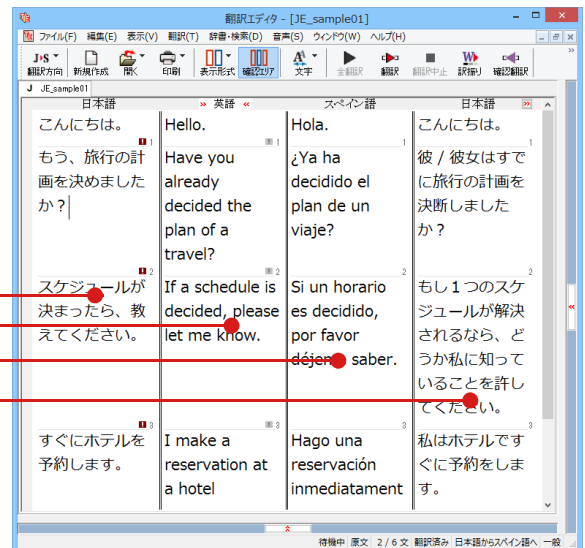 翻訳エディタ - [JE_sample01]
ファイル(F) 編集(E) 表示(V) 翻訳(T) 辞書・検索(D) 音声(S) ウィンドウ(W) ヘルプ(H)
J▸S A W
翻訳方向 新規作成 開く 印刷 表示形式 確認エリア 文字 全翻訳 翻訳 翻訳中止 訳振り 確認翻訳
J JE_sample01
日本語 » 英語 « スペイン語 日本語
こんにちは。
1
Hello.
1
Hola.
1
こんにちは。
1
もう、旅行の計
画を決めました
か？
2
Have you
already
decided the
plan of a
travel?
2
¿Ya ha
decidido el
plan de un
viaje?
2
彼 / 彼女はすで
に旅行の計画を
決断しました
か？
2
スケジュールが
決まったら、教
えてください。
3
If a schedule is
decided, please
let me know.
3
Si un horario
es decidido,
por favor
saber.
3
もし１つのスケ
ジュールが解決
されるなら、ど
うか私に知って
いることを許し
てください。
3
すぐにホテルを
予約します。
I make a
reservation at
a hotel
Hago una
reservación
inmediatament
私はホテルです
ぐに予約をしま
す。
待機中 原文 2 / 6 文 翻訳済み 日本語からスペイン語へ 一般